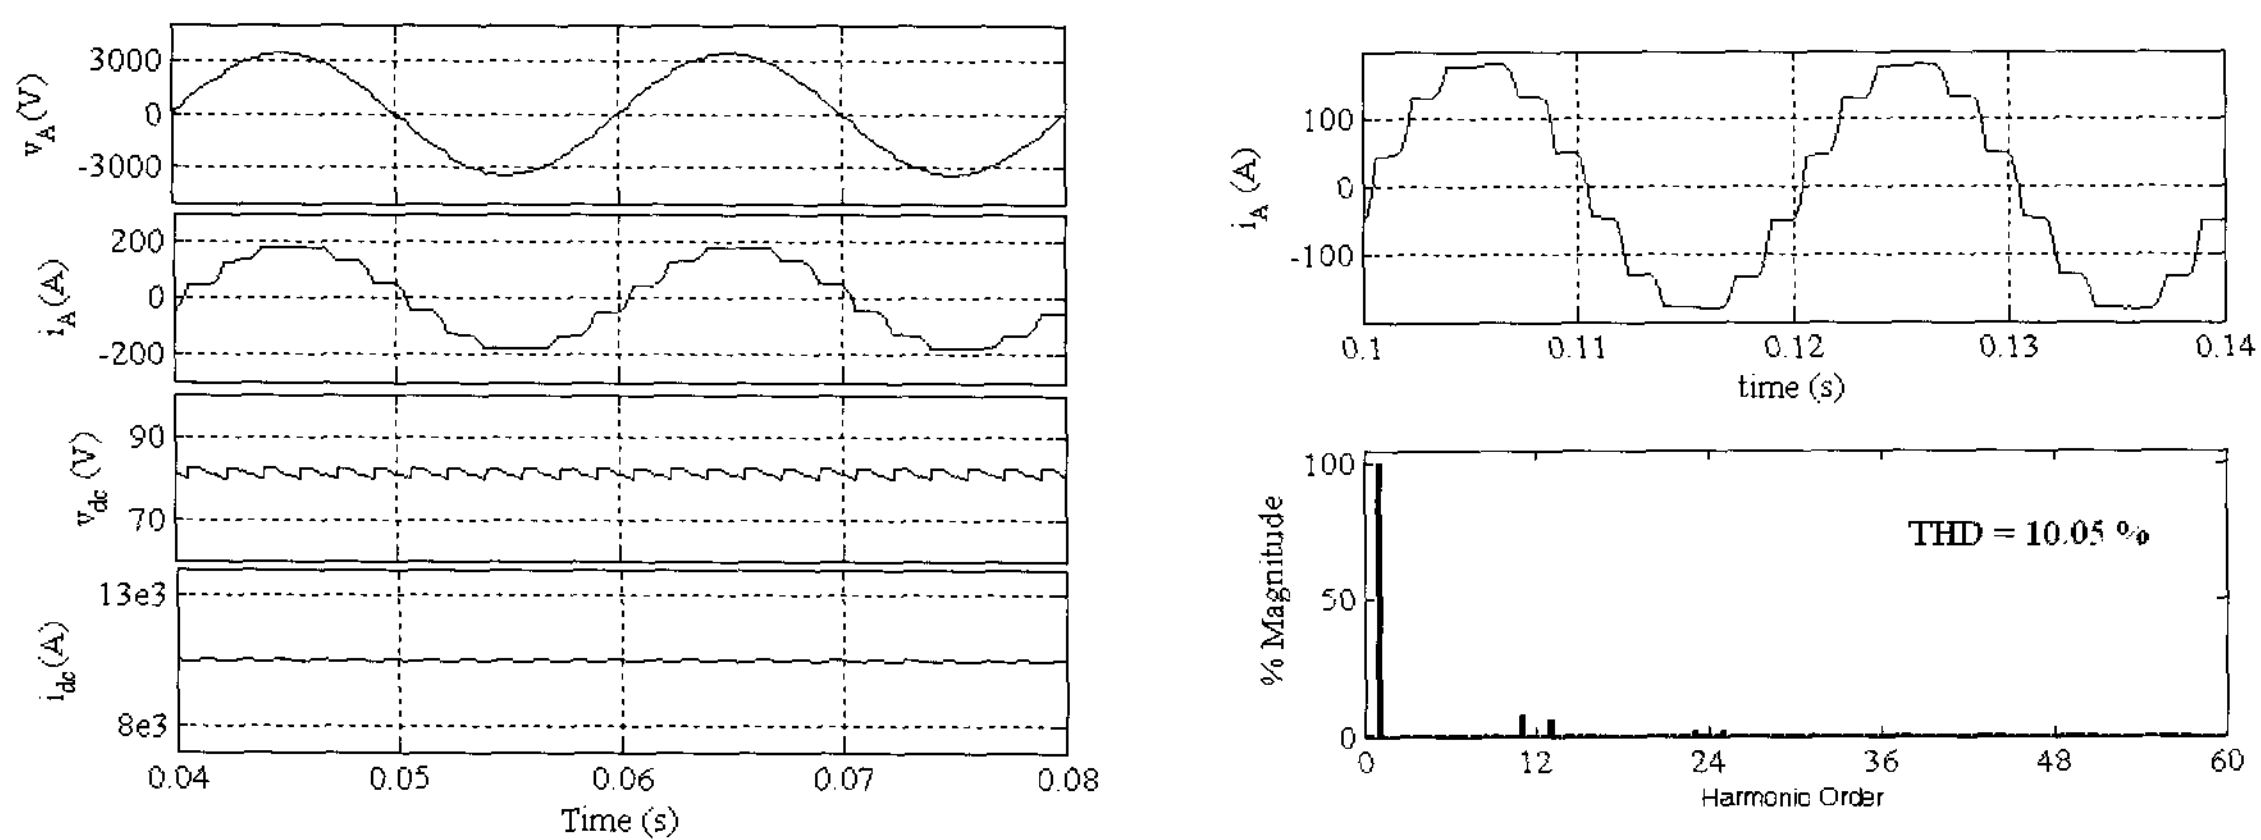 v_A (V)
3000
0
-3000
i_A (A)
200
0
-200
v_dc (V)
90
70
i_dc (A)
13e3
8e3
0.04 0.05 0.06 0.07 0.08
Time (s)
i_A (A)
100
0
-100
0.1 0.11 0.12 0.13 0.14
time (s)
% Magnitude
100
50
0
THD = 10.05 %
0 12 24 36 48 60
Harmonic Order